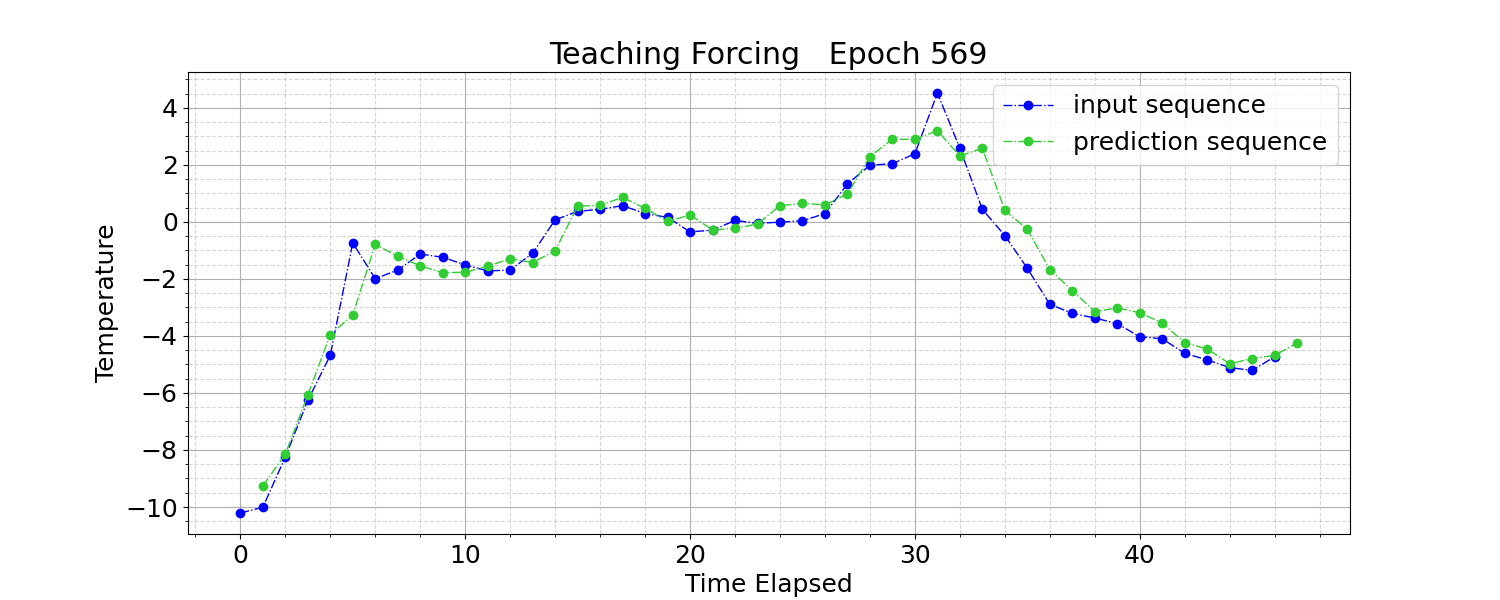 Teaching Forcing   Epoch 569
input sequence
prediction sequence
Temperature
4
2
0
−2
−4
−6
−8
−10
0 10 20 30 40
Time Elapsed